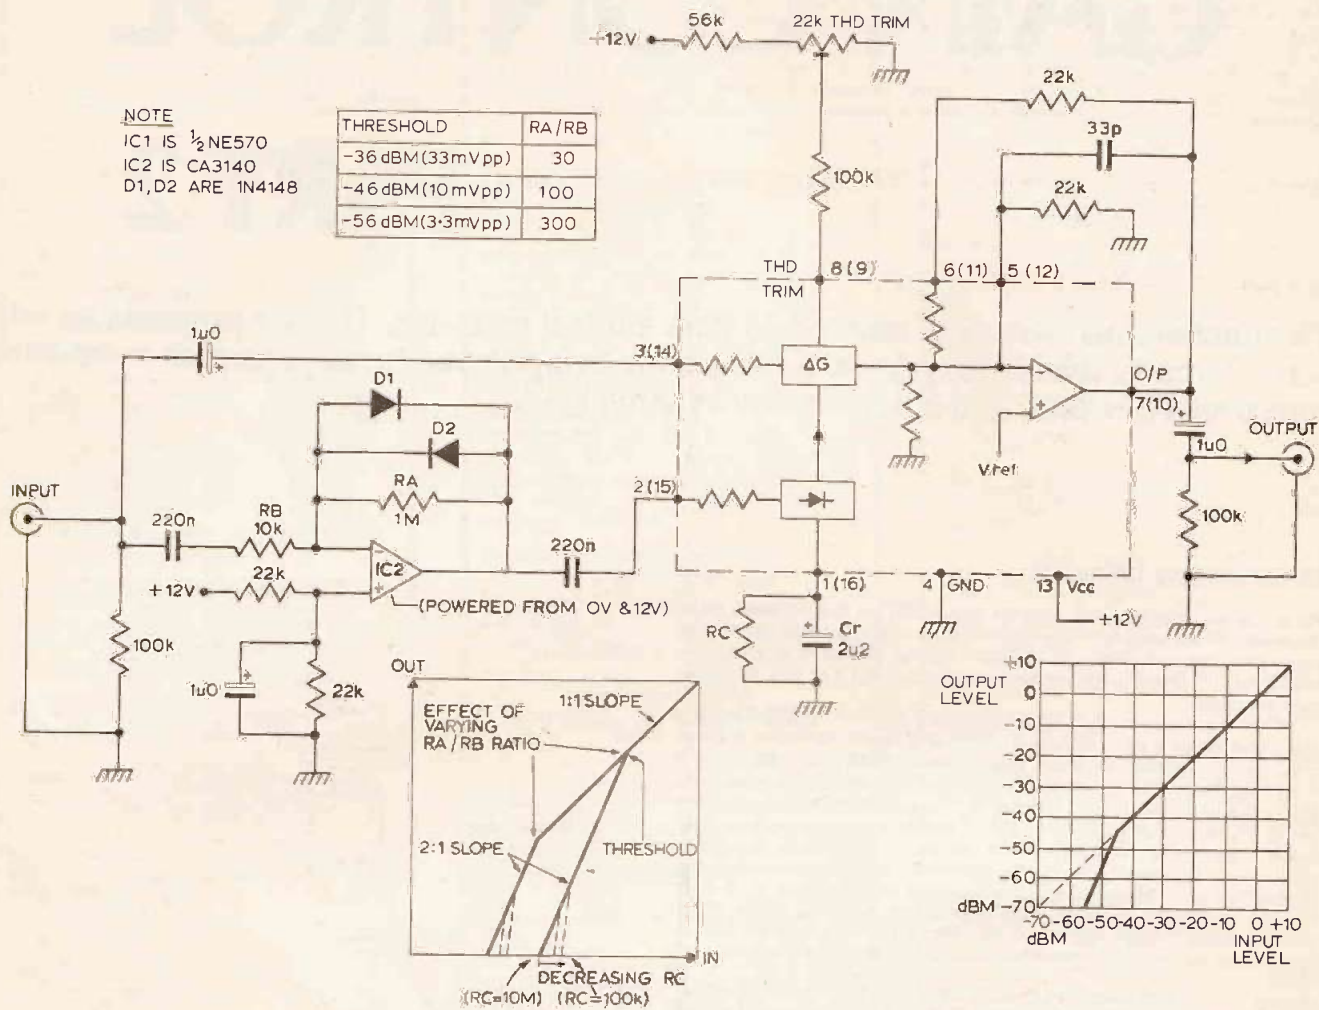 56k
22k THD TRIM
+12V
22k
33p
22k
100k
NOTE
IC1 IS ½NE570
IC2 IS CA3140
D1,D2 ARE 1N4148
THRESHOLD RA/RB
-36 dBM(33mVpp) 30
-46 dBM(10mVpp) 100
-56 dBM(3·3mVpp) 300
THD
TRIM
8(9)
6(11)
5(12)
1u0
+
3(14)
ΔG
D1
D2
O/P
7(10)
-
+
Vref
+
1u0
OUTPUT
INPUT
220n
RB
10k
RA
1M
2(15)
220n
100k
-
+
IC2
22k
+12V
(POWERED FROM 0V &12V)
1(16)
4
GND
13
Vcc
+12V
100k
1u0
+
22k
RC
+
Cr
2u2
OUT
EFFECT OF
VARYING
RA/RB RATIO
1:1 SLOPE
2:1 SLOPE
THRESHOLD
IN
DECREASING RC
(RC=10M) (RC=100k)
OUTPUT
LEVEL
+10
0
-10
-20
-30
-40
-50
-60
dBM -70
-70 -60 -50 -40 -30 -20 -10 0 +10
dBM
INPUT
LEVEL